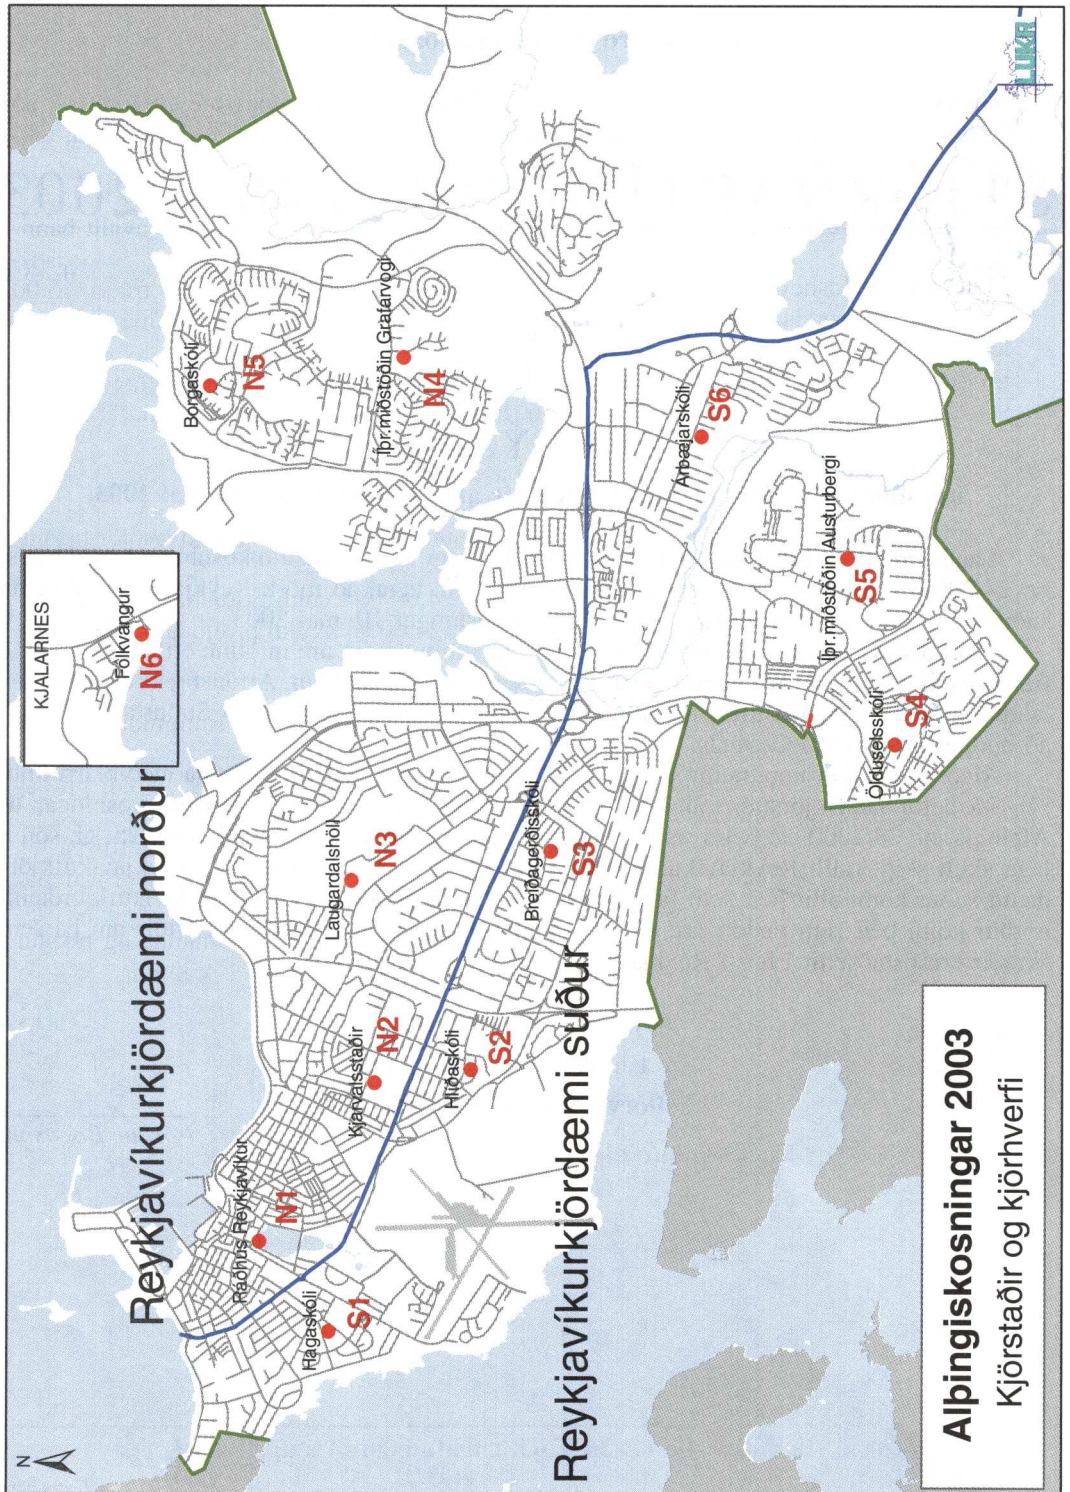 N
Reykjavíkurkjördæmi norður
KJALARNES
Fólkvangur
N6
Borgaskóli
N5
Íþr.miðstöðin Grafarvogi
N4
Laugardalshöll
N3
Kjarvalsstaðir
N2
Ráðhús Reykjavíkur
N1
Hagaskóli
S1
Hlíðaskóli
S2
Breiðagerðisskóli
S3
Árbæjarskóli
S6
Íþr.miðstöðin Austurbergi
S5
Ölduselsskóli
S4
Reykjavíkurkjördæmi suður
Alþingiskosningar 2003
Kjörstaðir og kjörhverfi
LUKR